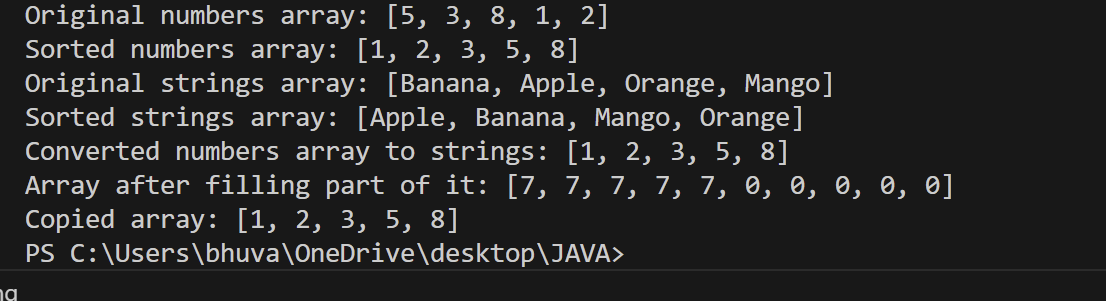 Original numbers array: [5, 3, 8, 1, 2]
Sorted numbers array: [1, 2, 3, 5, 8]
Original strings array: [Banana, Apple, Orange, Mango]
Sorted strings array: [Apple, Banana, Mango, Orange]
Converted numbers array to strings: [1, 2, 3, 5, 8]
Array after filling part of it: [7, 7, 7, 7, 7, 0, 0, 0, 0, 0]
Copied array: [1, 2, 3, 5, 8]
PS C:\Users\bhuva\OneDrive\desktop\JAVA>